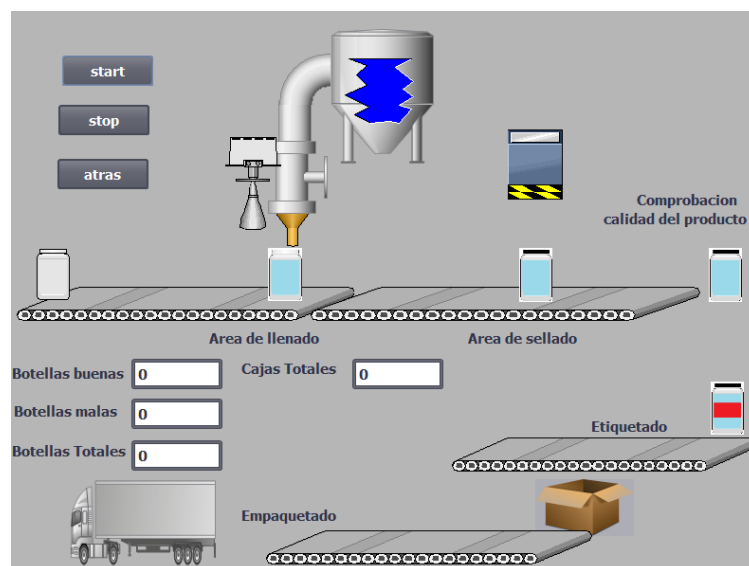 start
stop
atras
Comprobacion
calidad del producto
Area de llenado
Area de sellado
Botellas buenas 0
Cajas Totales 0
Botellas malas 0
Etiquetado
Botellas Totales 0
Empaquetado